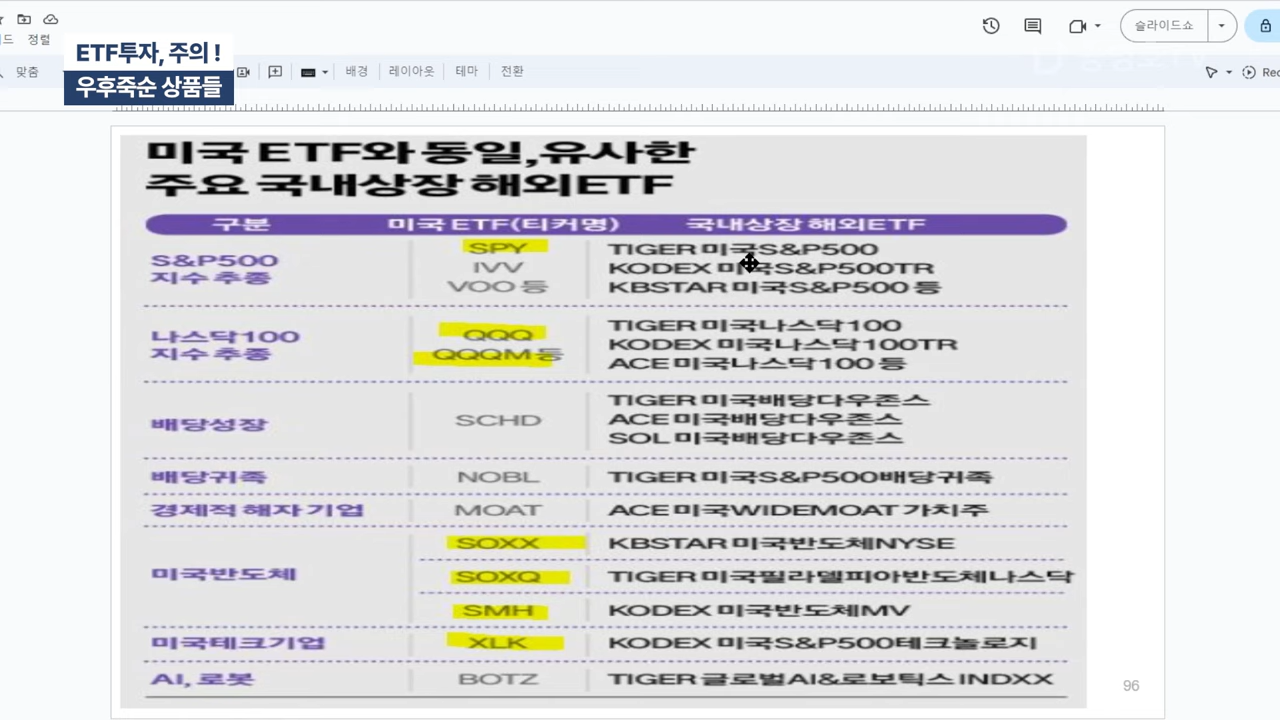 드 정렬
슬라이드쇼
ETF투자, 주의 !
우후죽순 상품들
맞춤
배경
레이아웃
테마
전환
Rec
미국 ETF와 동일,유사한
주요 국내상장 해외ETF
구분 미국 ETF(티커명) 국내상장 해외ETF
S&P500
지수 추종
SPY
IVV
VOO 등
TIGER 미국S&P500
KODEX 미국S&P500TR
KBSTAR 미국S&P500 등
나스닥100
지수 추종
QQQ
QQQM 등
TIGER 미국나스닥100
KODEX 미국나스닥100TR
ACE 미국나스닥100 등
배당성장
SCHD
TIGER 미국배당다우존스
ACE 미국배당다우존스
SOL 미국배당다우존스
배당귀족 NOBL TIGER 미국S&P500배당귀족
경제적 해자 기업 MOAT ACE 미국WIDEMOAT 가치주
미국반도체
SOXX KBSTAR 미국반도체NYSE
SOXQ TIGER 미국필라델피아반도체나스닥
SMH KODEX 미국반도체MV
미국테크기업 XLK KODEX 미국S&P500테크놀로지
AI, 로봇 BOTZ TIGER 글로벌AI&로보틱스 INDXX
96